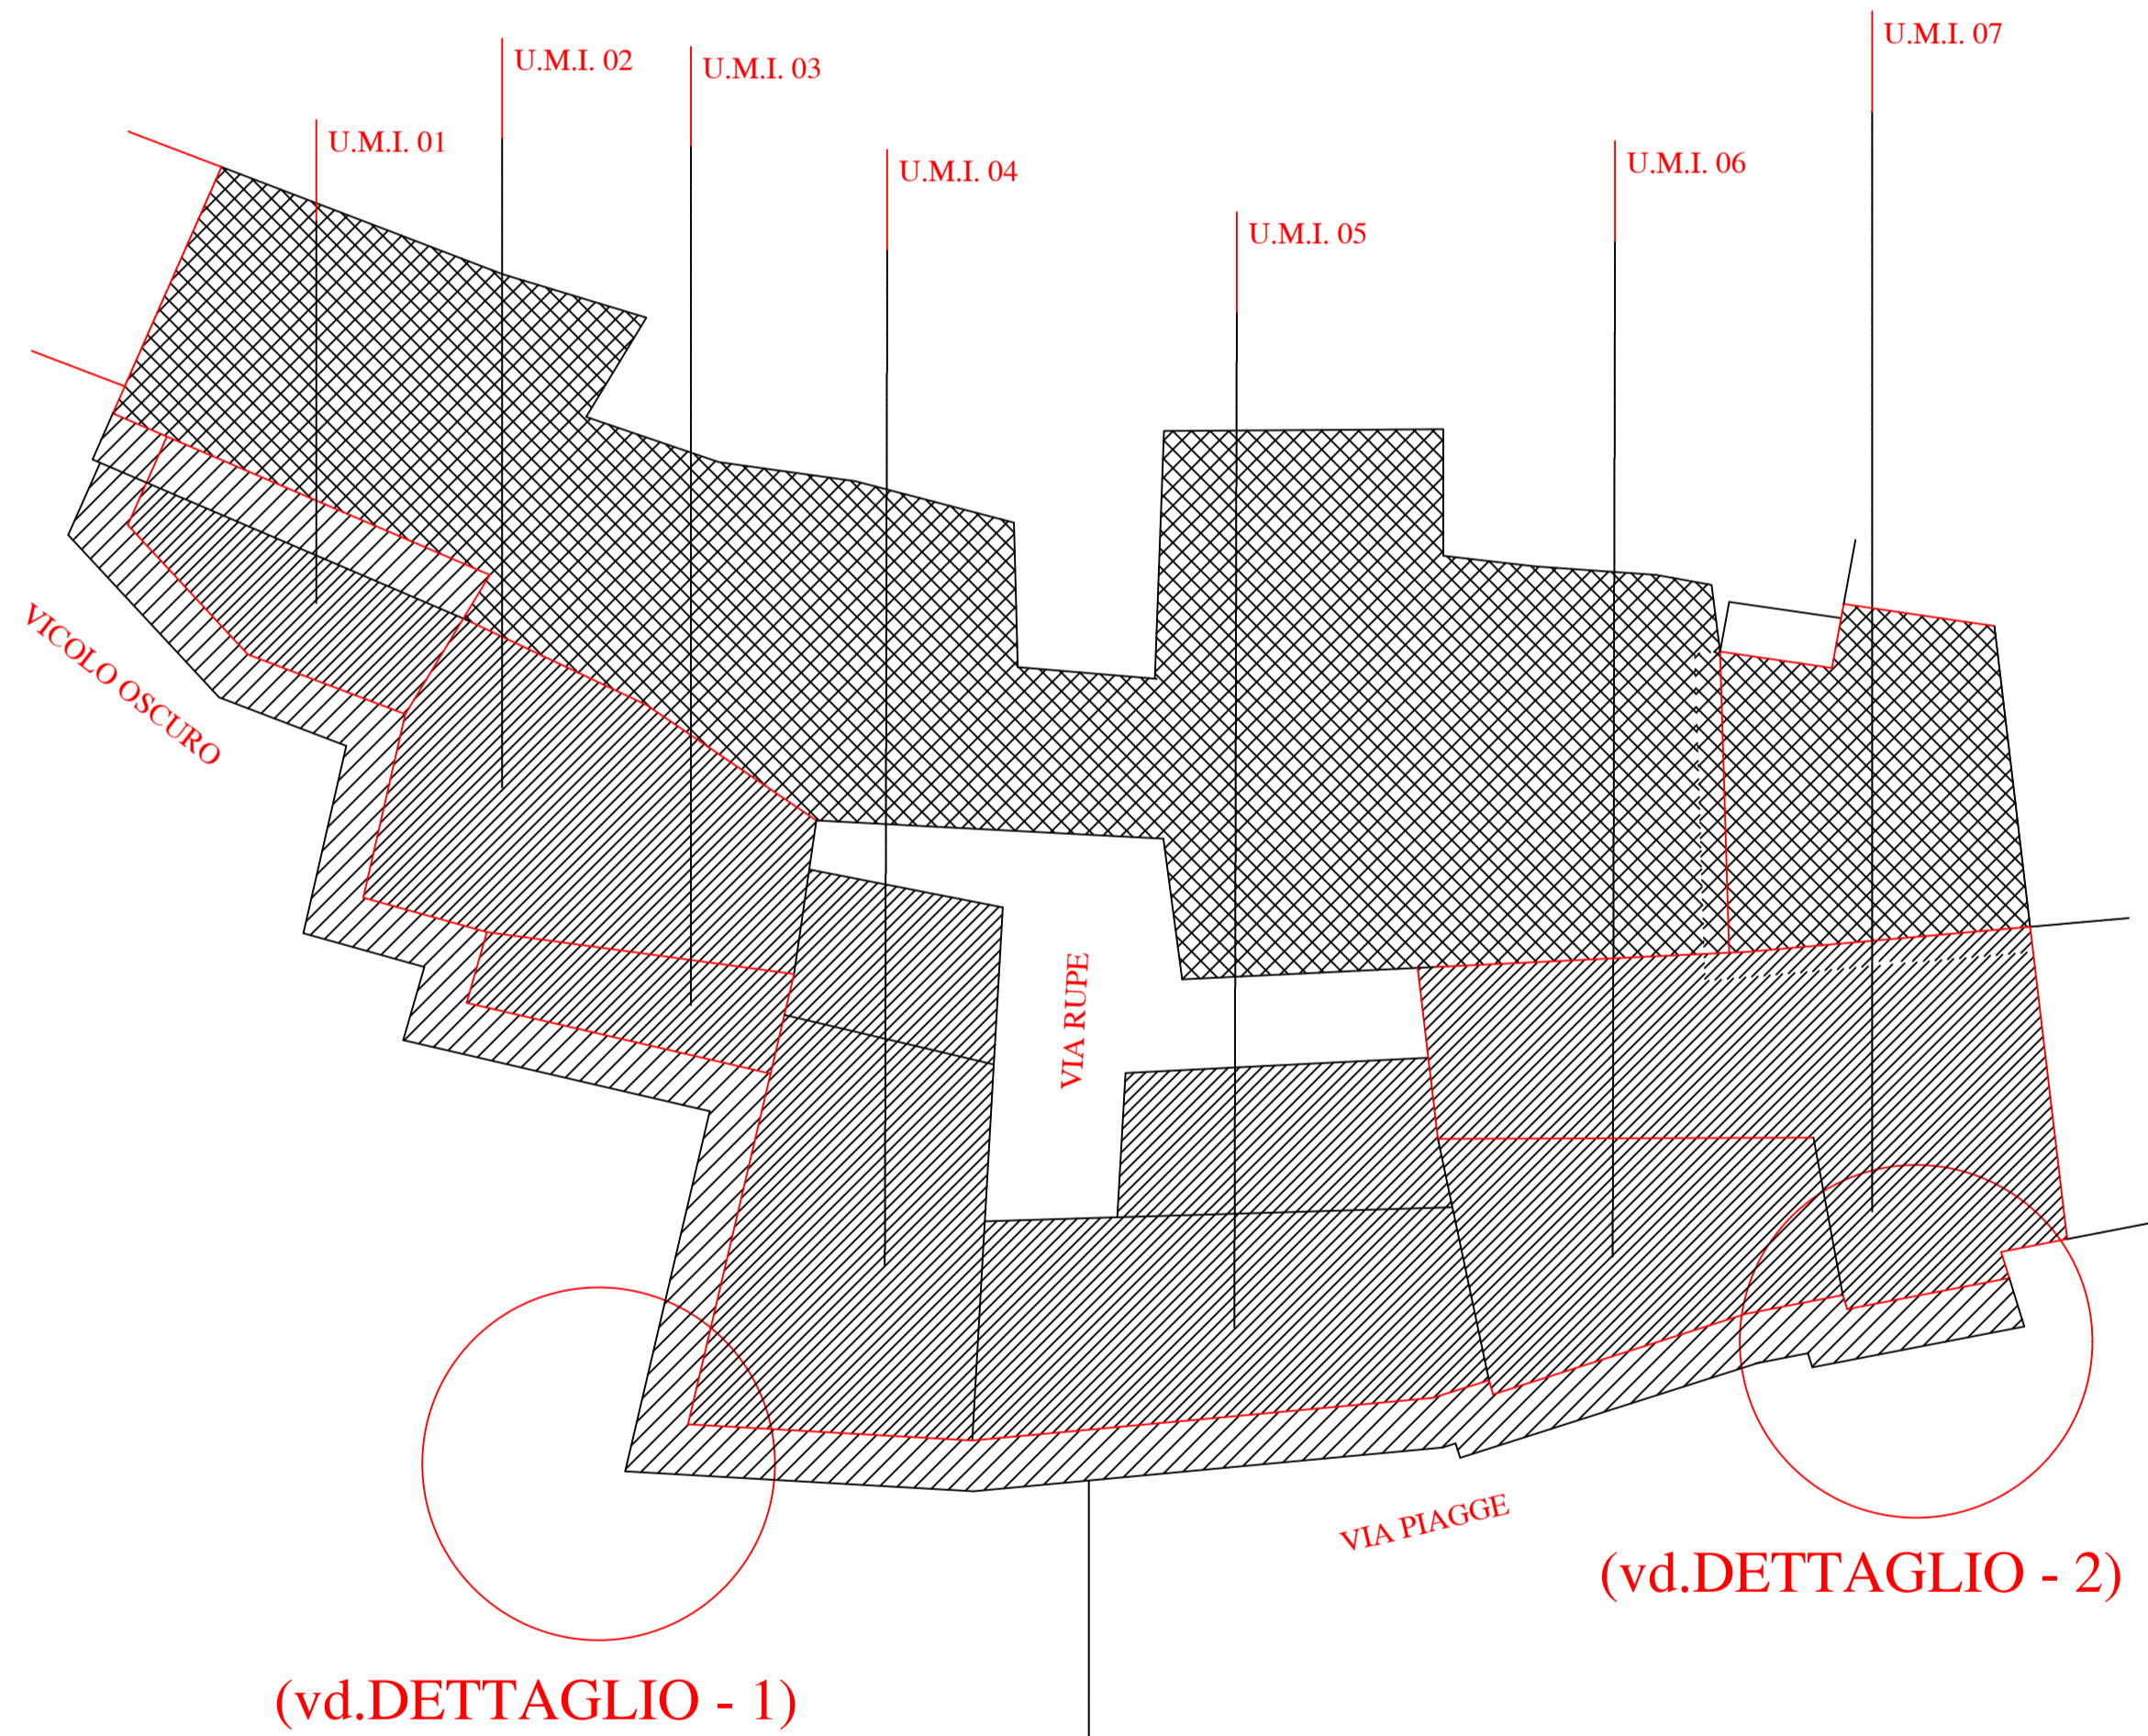 U.M.I. 07
U.M.I. 02
U.M.I. 03
U.M.I. 01
U.M.I. 04
U.M.I. 06
U.M.I. 05
VICOLO OSCURO
VIA RUPE
VIA PIAGGE
(vd.DETTAGLIO - 2)
(vd.DETTAGLIO - 1)